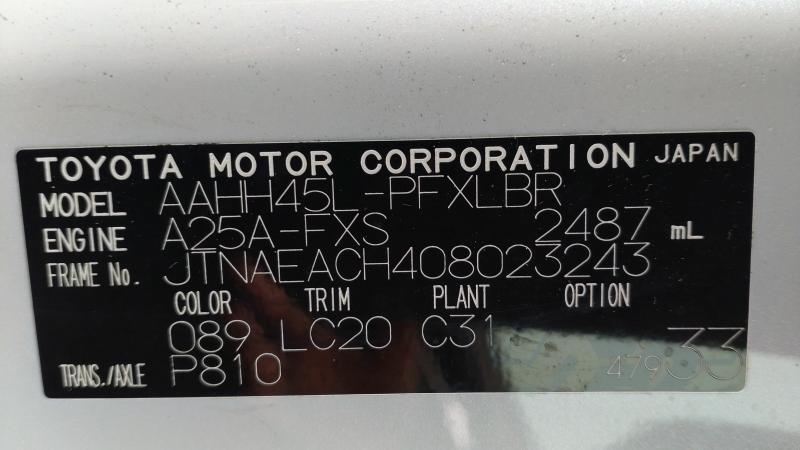 TOYOTA MOTOR CORPORATION JAPAN
MODEL AAHH45L-PFXLBR
ENGINE A25A-FXS 2487 mL
FRAME No. JTNAEACH408023243
COLOR TRIM PLANT OPTION
089 LC20 C31
TRANS./AXLE P810 47933